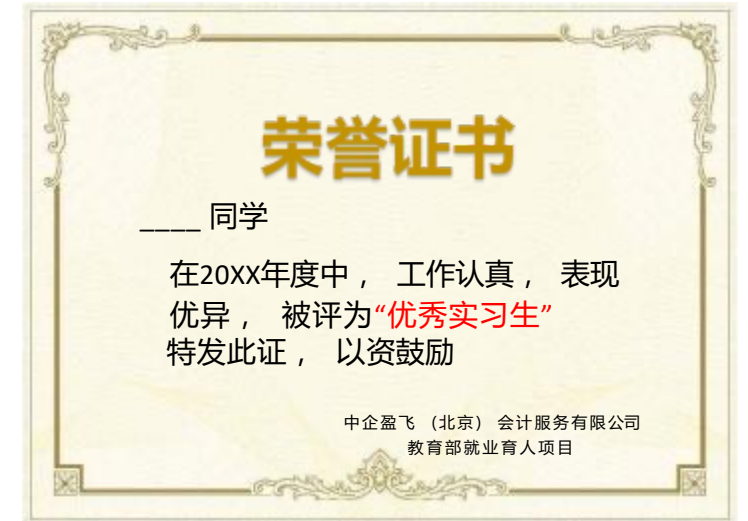 荣誉证书
____ 同学
在20XX年度中， 工作认真， 表现
优异， 被评为“优秀实习生”
特发此证， 以资鼓励
中企盈飞 （北京） 会计服务有限公司
教育部就业育人项目